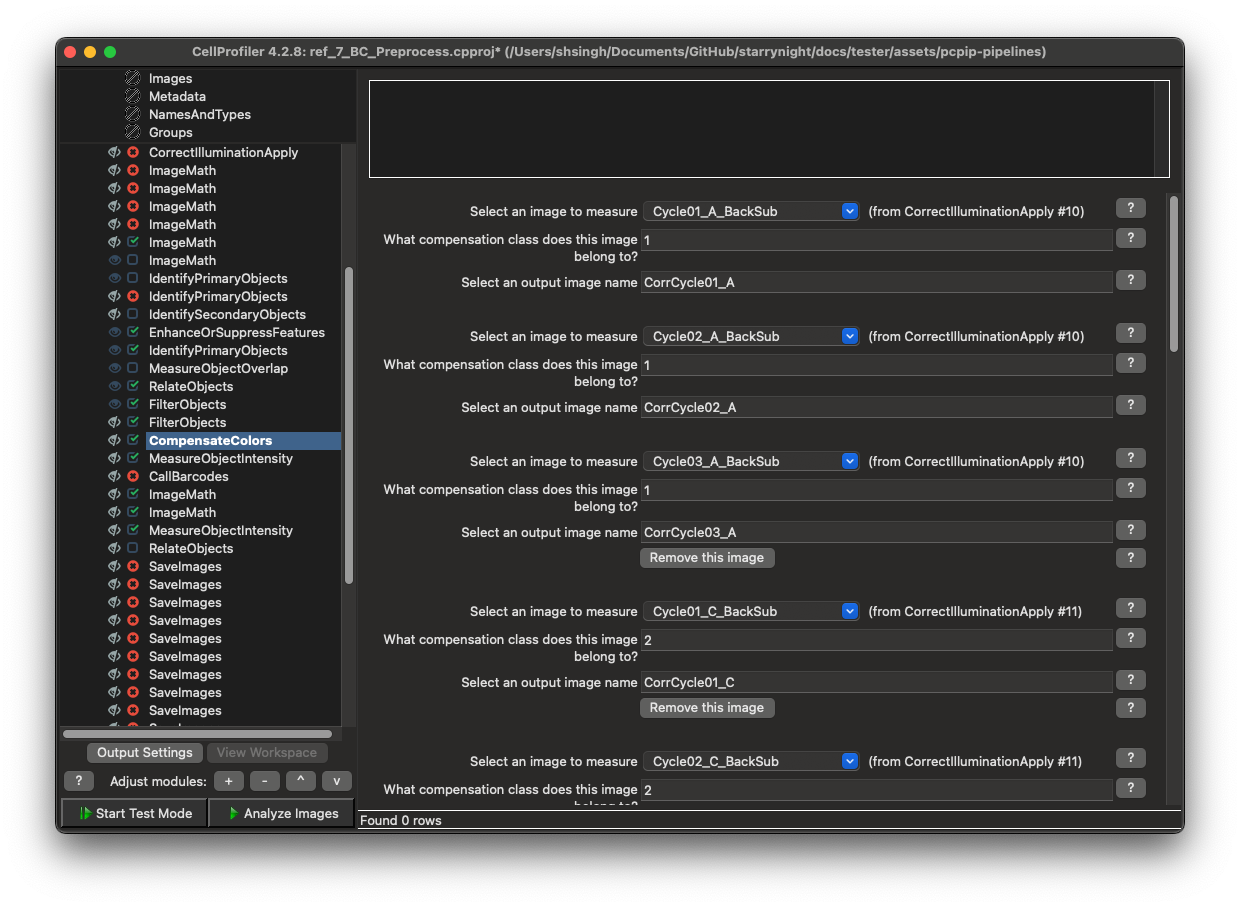 CellProfiler 4.2.8: ref_7_BC_Preprocess.cpproj* (/Users/shsingh/Documents/GitHub/starrynight/docs/tester/assets/pcpip-pipelines)
Images
Metadata
NamesAndTypes
Groups
CorrectIlluminationApply
ImageMath
ImageMath
ImageMath
ImageMath
ImageMath
ImageMath
IdentifyPrimaryObjects
IdentifyPrimaryObjects
IdentifySecondaryObjects
EnhanceOrSuppressFeatures
IdentifyPrimaryObjects
MeasureObjectOverlap
RelateObjects
FilterObjects
FilterObjects
CompensateColors
MeasureObjectIntensity
CallBarcodes
ImageMath
ImageMath
MeasureObjectIntensity
RelateObjects
SaveImages
SaveImages
SaveImages
SaveImages
SaveImages
SaveImages
SaveImages
SaveImages
SaveImages
Output Settings View Workspace
? Adjust modules: + - ^ v
Start Test Mode Analyze Images
Select an image to measure Cycle01_A_BackSub (from CorrectIlluminationApply #10) ?
What compensation class does this image 1 ?
belong to?
Select an output image name CorrCycle01_A ?
Select an image to measure Cycle02_A_BackSub (from CorrectIlluminationApply #10) ?
What compensation class does this image 1 ?
belong to?
Select an output image name CorrCycle02_A ?
Select an image to measure Cycle03_A_BackSub (from CorrectIlluminationApply #10) ?
What compensation class does this image 1 ?
belong to?
Select an output image name CorrCycle03_A ?
Remove this image ?
Select an image to measure Cycle01_C_BackSub (from CorrectIlluminationApply #11) ?
What compensation class does this image 2 ?
belong to?
Select an output image name CorrCycle01_C ?
Remove this image ?
Select an image to measure Cycle02_C_BackSub (from CorrectIlluminationApply #11) ?
What compensation class does this image 2 ?
Found 0 rows